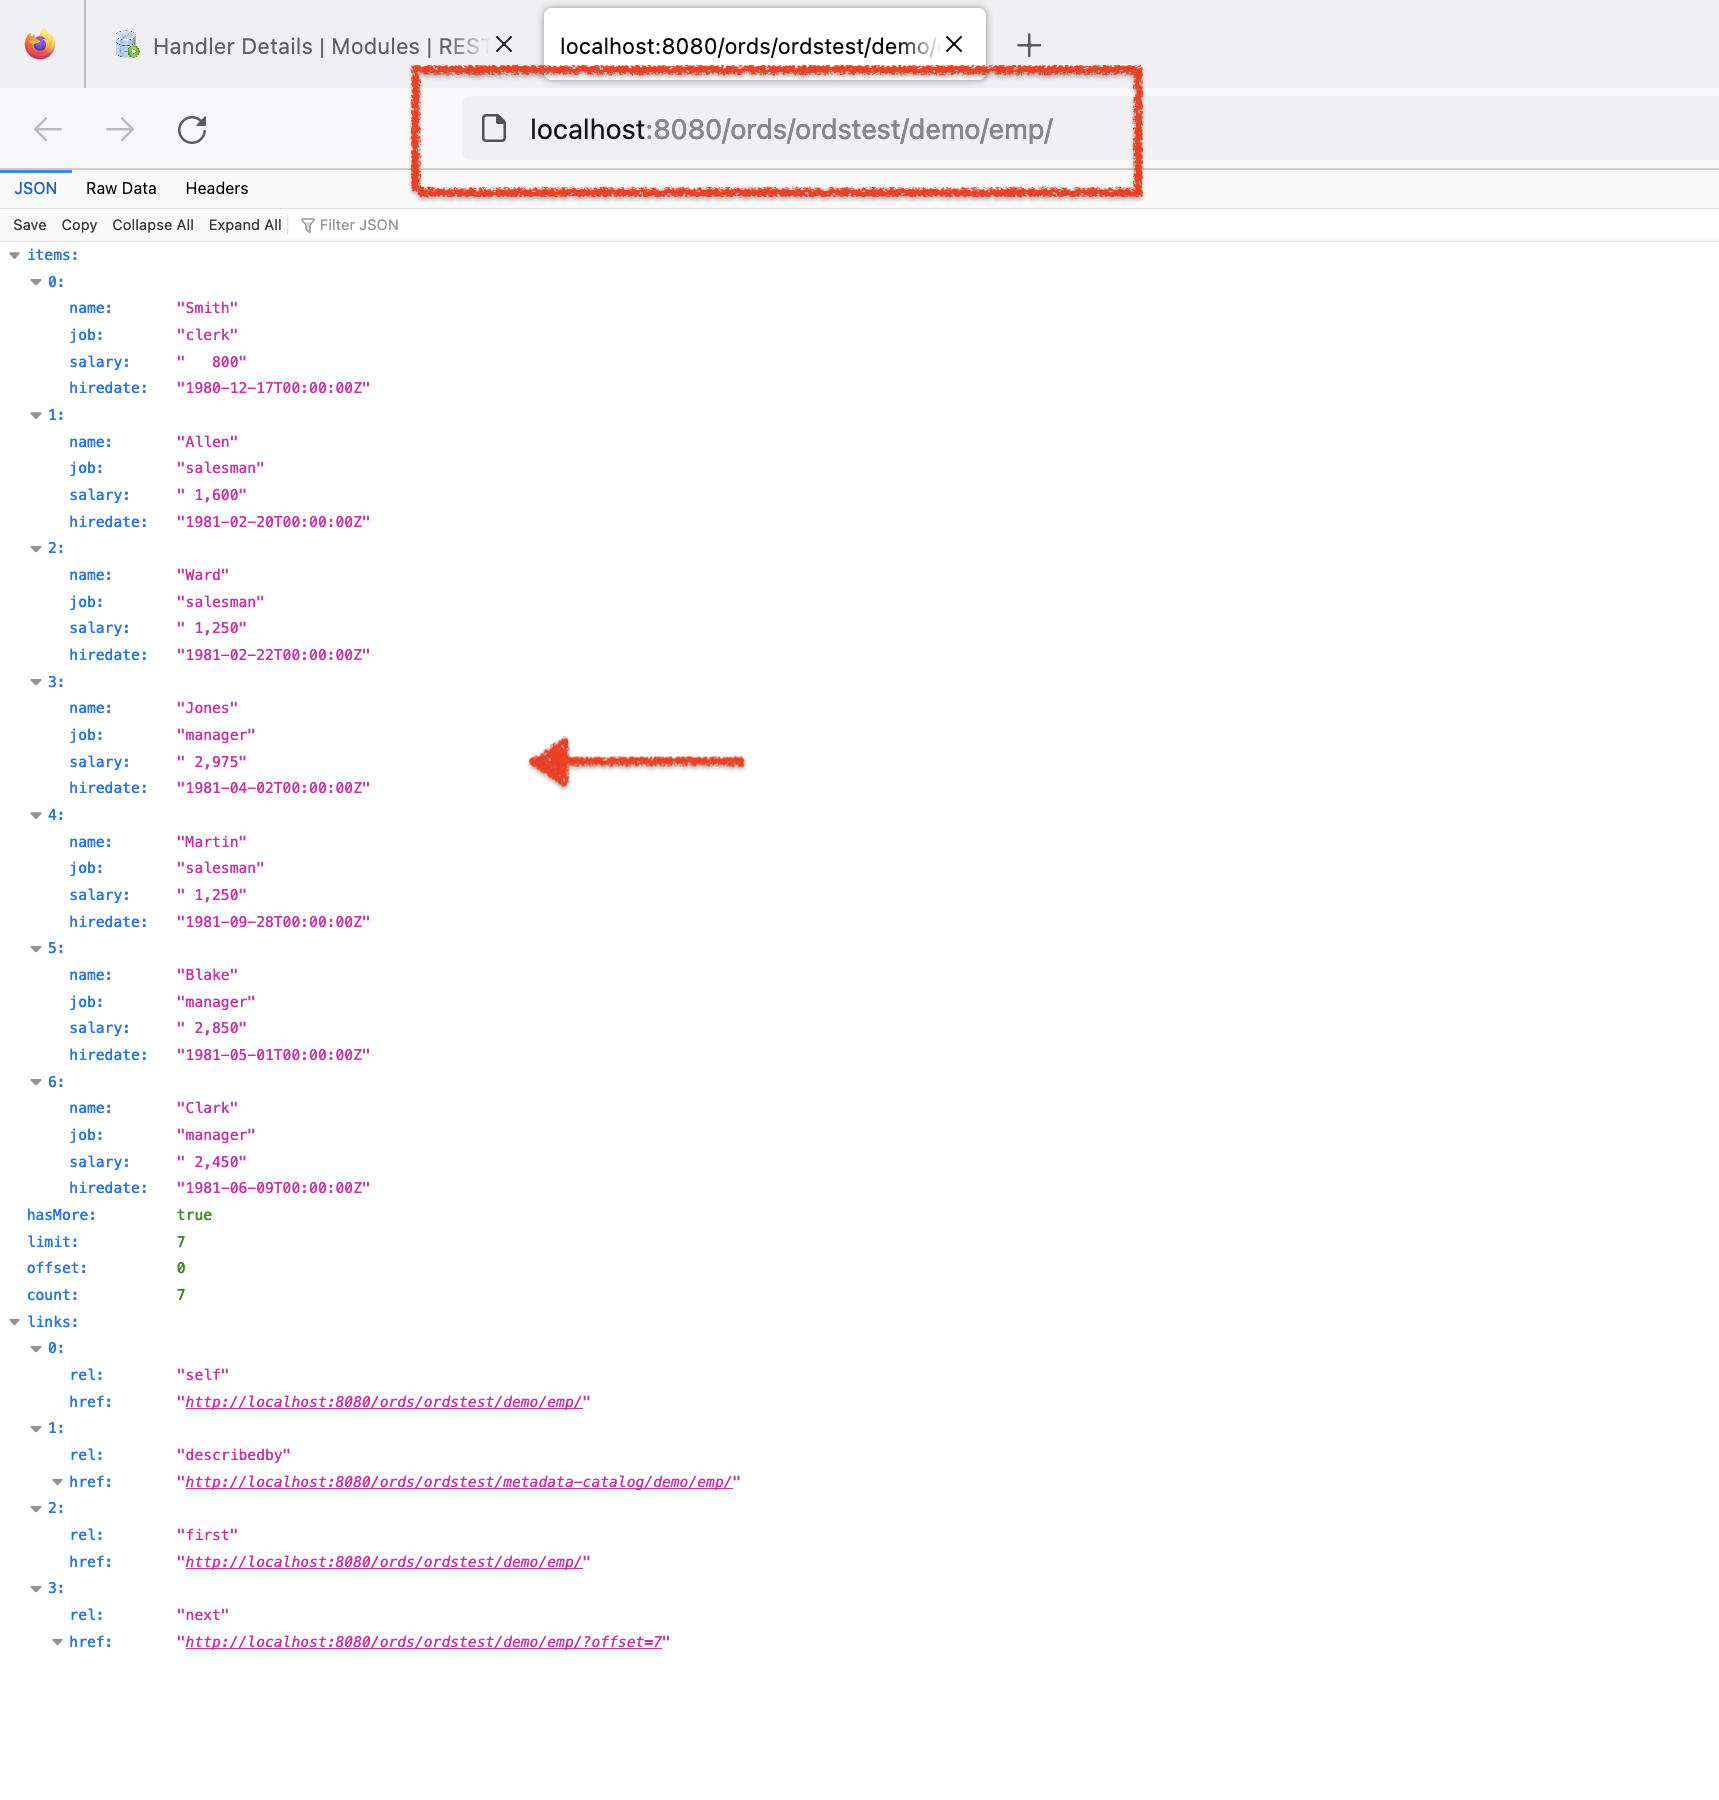 Handler Details | Modules | REST
localhost:8080/ords/ordstest/demo/
localhost:8080/ords/ordstest/demo/emp/
JSON Raw Data Headers
Save Copy Collapse All Expand All Filter JSON
items:
0:
name: "Smith"
job: "clerk"
salary: "   800"
hiredate: "1980-12-17T00:00:00Z"
1:
name: "Allen"
job: "salesman"
salary: " 1,600"
hiredate: "1981-02-20T00:00:00Z"
2:
name: "Ward"
job: "salesman"
salary: " 1,250"
hiredate: "1981-02-22T00:00:00Z"
3:
name: "Jones"
job: "manager"
salary: " 2,975"
hiredate: "1981-04-02T00:00:00Z"
4:
name: "Martin"
job: "salesman"
salary: " 1,250"
hiredate: "1981-09-28T00:00:00Z"
5:
name: "Blake"
job: "manager"
salary: " 2,850"
hiredate: "1981-05-01T00:00:00Z"
6:
name: "Clark"
job: "manager"
salary: " 2,450"
hiredate: "1981-06-09T00:00:00Z"
hasMore: true
limit: 7
offset: 0
count: 7
links:
0:
rel: "self"
href: "http://localhost:8080/ords/ordstest/demo/emp/"
1:
rel: "describedby"
href: "http://localhost:8080/ords/ordstest/metadata-catalog/demo/emp/"
2:
rel: "first"
href: "http://localhost:8080/ords/ordstest/demo/emp/"
3:
rel: "next"
href: "http://localhost:8080/ords/ordstest/demo/emp/?offset=7"